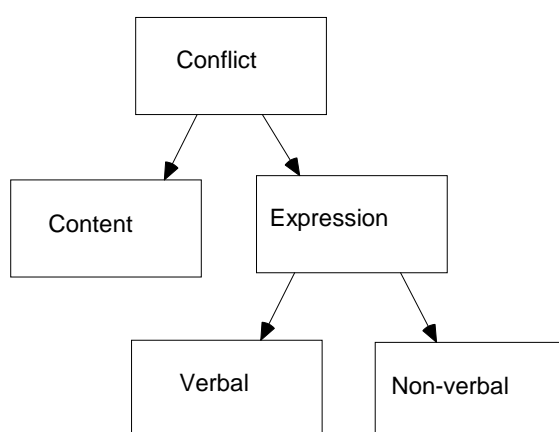 Conflict
Content
Expression
Verbal
Non-verbal